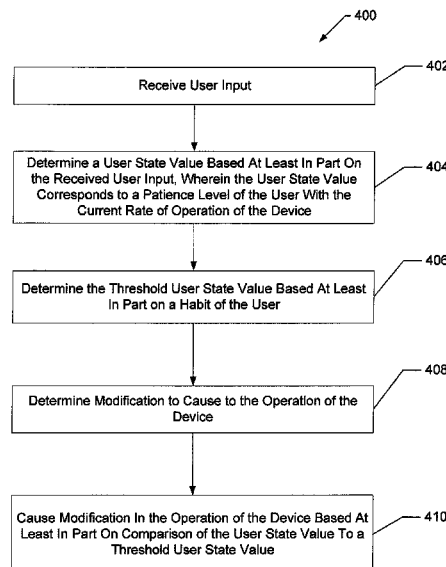 400
Receive User Input
402
Determine a User State Value Based At Least In Part On
the Received User Input, Wherein the User State Value
Corresponds to a Patience Level of the User With the
Current Rate of Operation of the Device
404
Determine the Threshold User State Value Based At Least
In Part on a Habit of the User
406
Determine Modification to Cause to the Operation of the
Device
408
Cause Modification In the Operation of the Device Based At
Least In Part On Comparison of the User State Value To a
Threshold User State Value
410